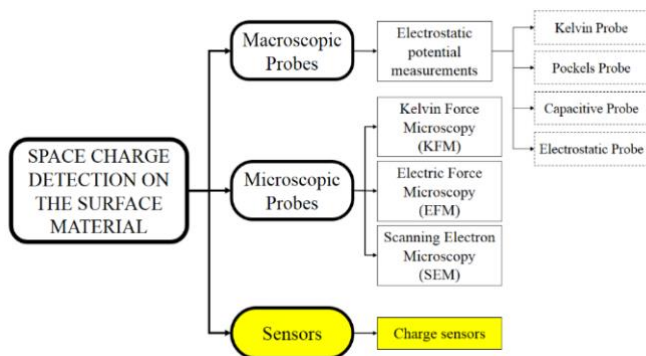 SPACE CHARGE
DETECTION ON
THE SURFACE
MATERIAL
Macroscopic
Probes
Electrostatic
potential
measurements
Kelvin Probe
Pockels Probe
Capacitive Probe
Electrostatic Probe
Microscopic
Probes
Kelvin Force
Microscopy
(KFM)
Electric Force
Microscopy
(EFM)
Scanning Electron
Microscopy
(SEM)
Sensors
Charge sensors